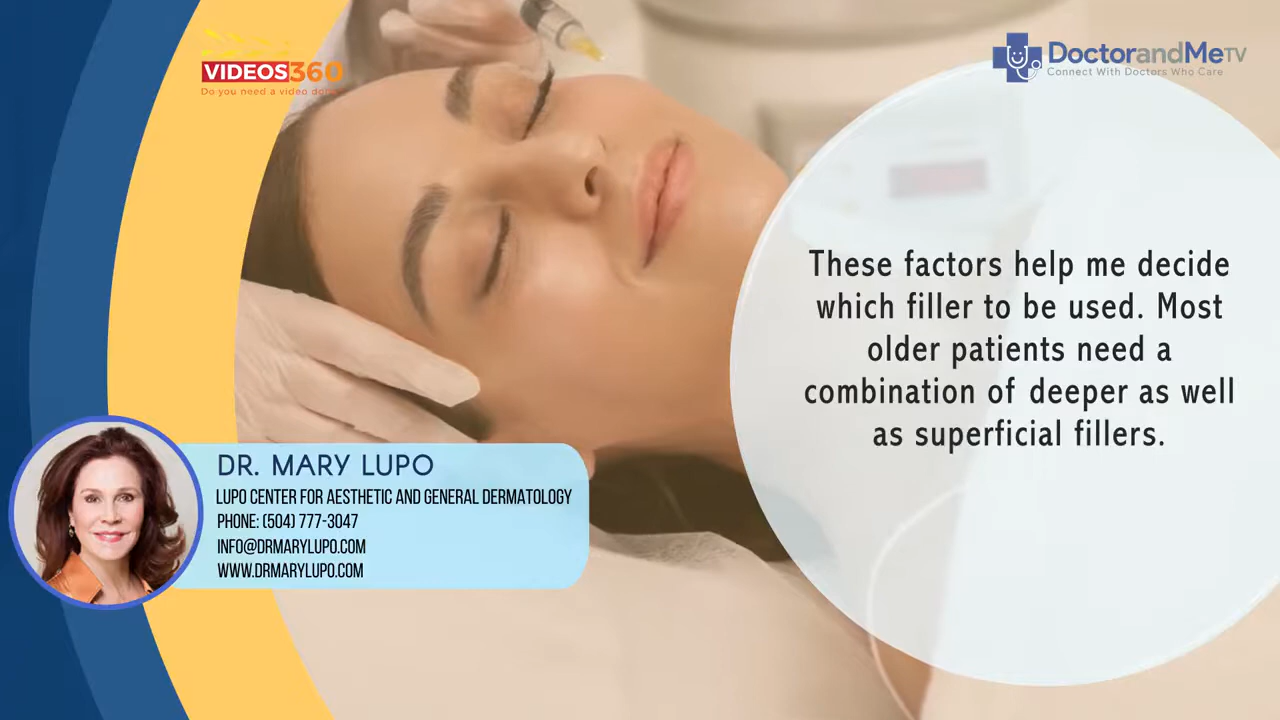 VIDEOS360
Do you need a video
DoctorandMeTV
Connect With Doctors Who Care
These factors help me decide
which filler to be used. Most
older patients need a
combination of deeper as well
as superficial fillers.
DR. MARY LUPO
LUPO CENTER FOR AESTHETIC AND GENERAL DERMATOLOGY
PHONE: (504) 777-3047
INFO@DRMARYLUPO.COM
WWW.DRMARYLUPO.COM